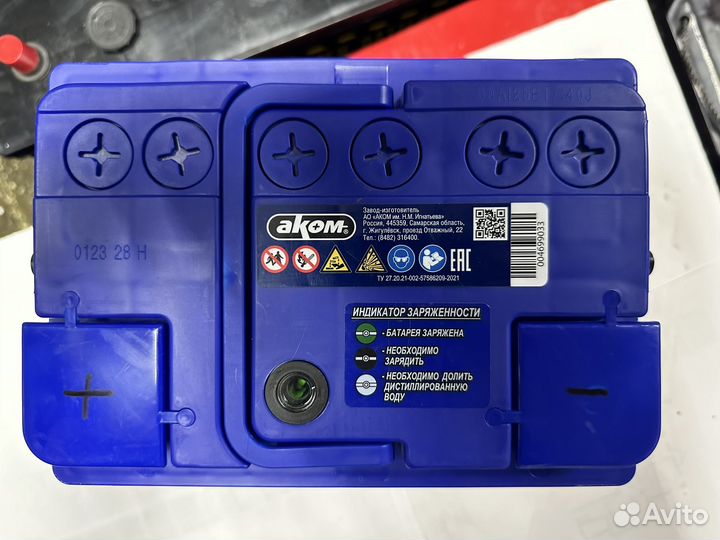 Завод-изготовитель
АО «АКОМ им. Н.М. Игнатьева»
Россия, 445359, Самарская область,
г. Жигулёвск, проезд Отважный, 22
Тел.: (8482) 316400.
аком®
EAC
ТУ 27.20.21-002-57586209-2021
004699033
0123 28 H
ИНДИКАТОР ЗАРЯЖЕННОСТИ
- БАТАРЕЯ ЗАРЯЖЕНА
- НЕОБХОДИМО
ЗАРЯДИТЬ
- НЕОБХОДИМО ДОЛИТЬ
ДИСТИЛЛИРОВАННУЮ
ВОДУ
+
-
Avito